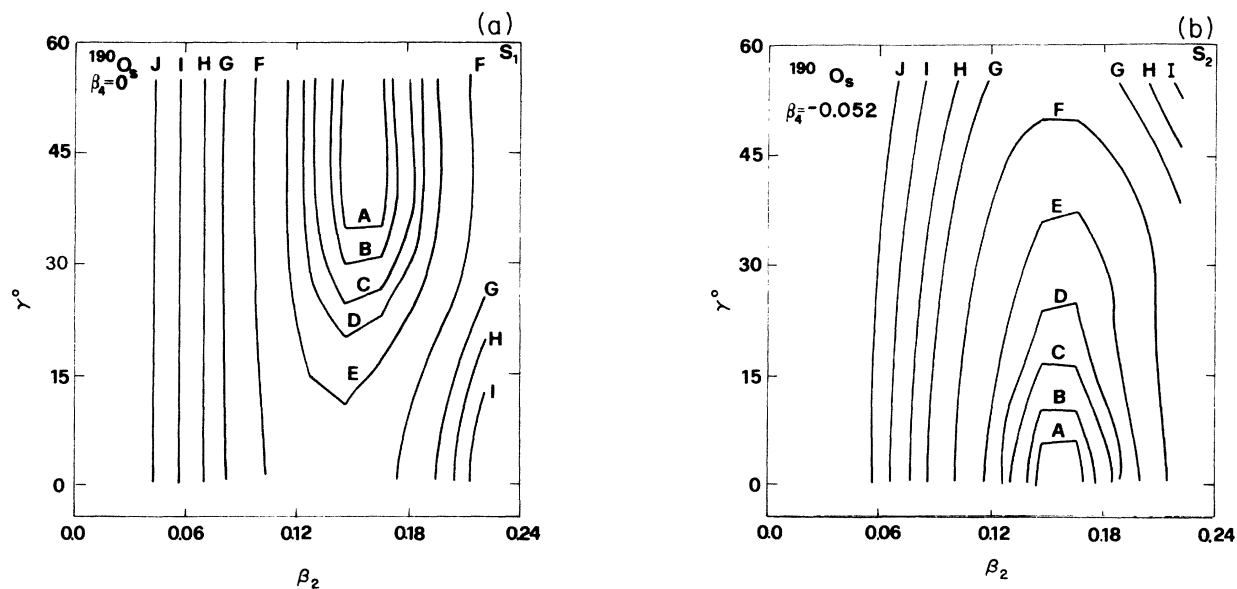 (a)
60
190Os J I H G F F S1
β4=0
45
A
B
30
C
G
D
H
15
E
I
0
0.0 0.06 0.12 0.18 0.24
γ°
β2
(b)
60
190 Os J I H G G H I S2
β4=-0.052
F
45
E
30
D
C
15
B
A
0
0.0 0.06 0.12 0.18 0.24
γ°
β2